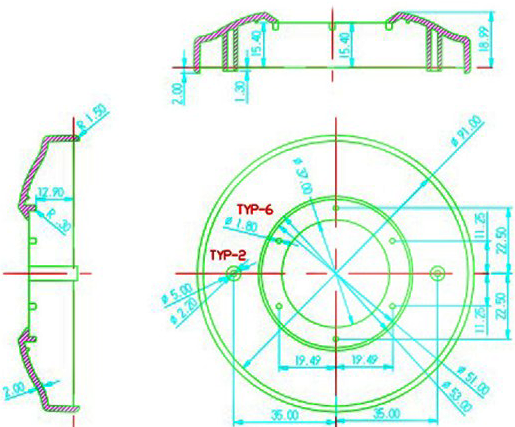 15.40
15.40
18.99
2.00
1.30
R 1.50
12.90
R .30
2.00
ø 91.00
ø 37.00
TYP-6
ø 1.80
TYP-2
ø 5.00
ø 2.20
11.25
22.50
11.25
22.50
19.49
19.49
ø 51.00
ø 53.00
35.00
35.00